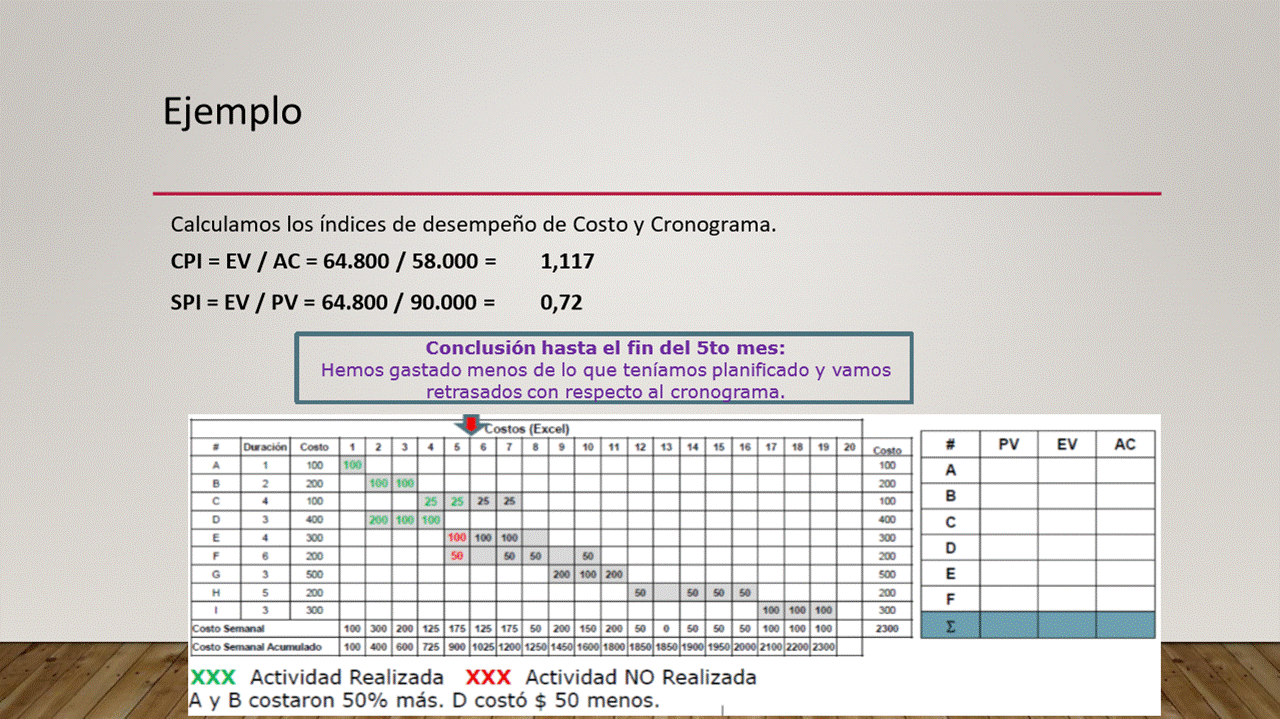 Ejemplo
Calculamos los índices de desempeño de Costo y Cronograma.
CPI = EV / AC = 64.800 / 58.000 = 1,117
SPI = EV / PV = 64.800 / 90.000 = 0,72
Conclusión hasta el fin del 5to mes:
Hemos gastado menos de lo que teníamos planificado y vamos
retrasados con respecto al cronograma.
Costos (Excel)
# Duración Costo 1 2 3 4 5 6 7 8 9 10 11 12 13 14 15 16 17 18 19 20 Costo
A 1 100 100 100
B 2 200 100 100 200
C 4 100 25 25 25 25 100
D 3 400 200 100 100 400
E 4 300 100 100 100 300
F 6 200 50 50 50 50 200
G 3 500 200 100 200 500
H 5 200 50 50 50 50 200
I 3 300 100 100 100 300
Costo Semanal 100 300 200 125 175 125 175 50 200 150 200 50 0 50 50 50 100 100 100 2300
Costo Semanal Acumulado 100 400 600 725 900 1025 1200 1250 1450 1600 1800 1850 1850 1900 1950 2000 2100 2200 2300
# PV EV AC
A
B
C
D
E
F
Σ
XXX Actividad Realizada XXX Actividad NO Realizada
A y B costaron 50% más. D costó $ 50 menos.